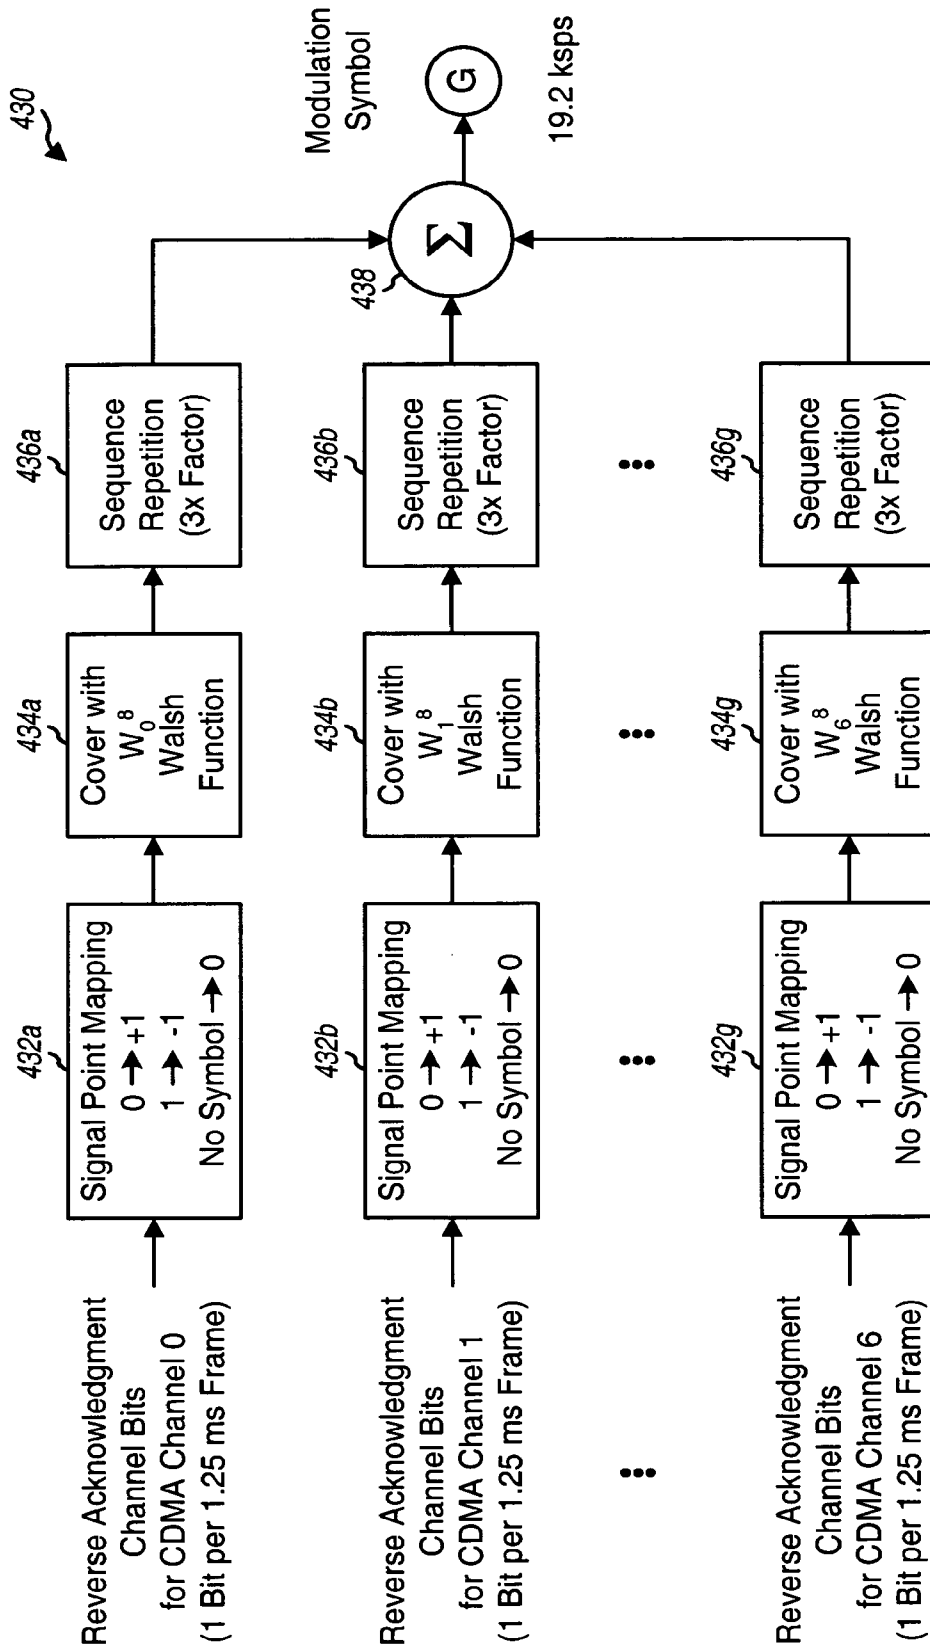 430
Reverse Acknowledgment
Channel Bits
for CDMA Channel 0
(1 Bit per 1.25 ms Frame)
432a
Signal Point Mapping
0 → +1
1 → -1
No Symbol → 0
434a
Cover with
W_0^8
Walsh
Function
436a
Sequence
Repetition
(3x Factor)
Reverse Acknowledgment
Channel Bits
for CDMA Channel 1
(1 Bit per 1.25 ms Frame)
432b
Signal Point Mapping
0 → +1
1 → -1
No Symbol → 0
434b
Cover with
W_1^8
Walsh
Function
436b
Sequence
Repetition
(3x Factor)
438
Σ
Modulation
Symbol
G
19.2 ksps
Reverse Acknowledgment
Channel Bits
for CDMA Channel 6
(1 Bit per 1.25 ms Frame)
432g
Signal Point Mapping
0 → +1
1 → -1
No Symbol → 0
434g
Cover with
W_6^8
Walsh
Function
436g
Sequence
Repetition
(3x Factor)